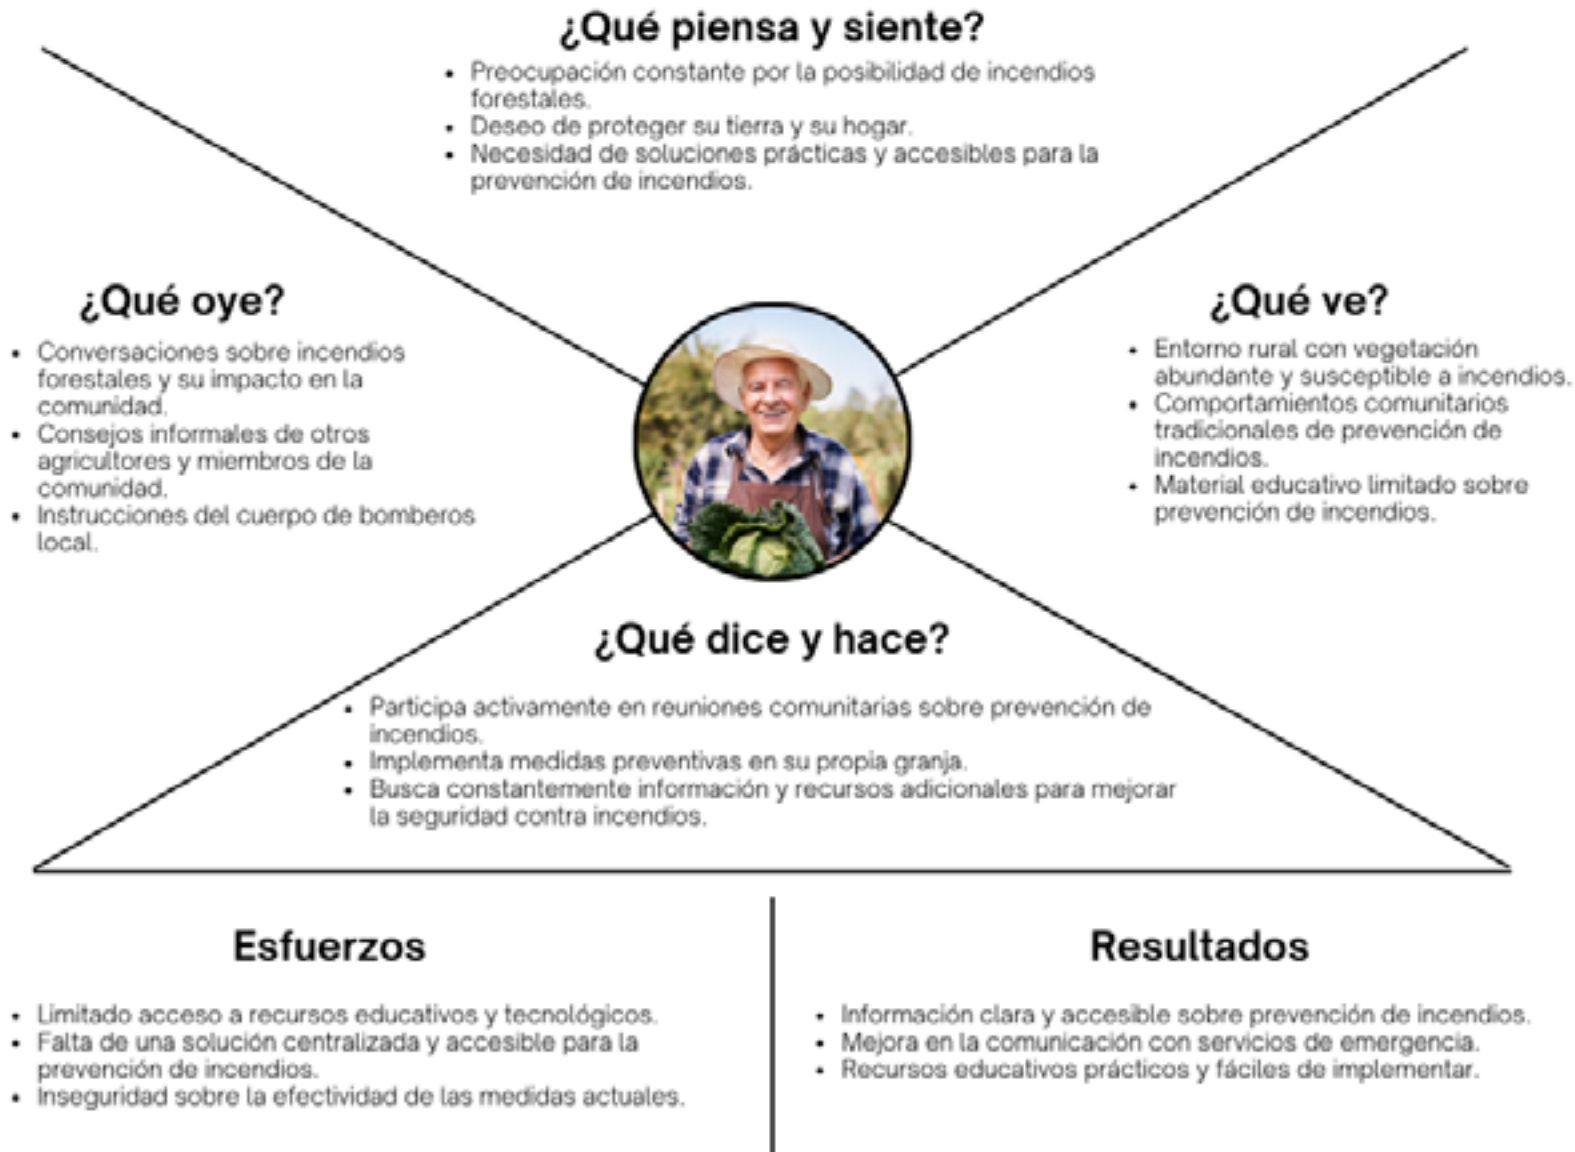 ¿Qué piensa y siente?
• Preocupación constante por la posibilidad de incendios
forestales.
• Deseo de proteger su tierra y su hogar.
• Necesidad de soluciones prácticas y accesibles para la
prevención de incendios.
¿Qué oye?
• Conversaciones sobre incendios
forestales y su impacto en la
comunidad.
• Consejos informales de otros
agricultores y miembros de la
comunidad.
• Instrucciones del cuerpo de bomberos
local.
¿Qué ve?
• Entorno rural con vegetación
abundante y susceptible a incendios.
• Comportamientos comunitarios
tradicionales de prevención de
incendios.
• Material educativo limitado sobre
prevención de incendios.
¿Qué dice y hace?
• Participa activamente en reuniones comunitarias sobre prevención de
incendios.
• Implementa medidas preventivas en su propia granja.
• Busca constantemente información y recursos adicionales para mejorar
la seguridad contra incendios.
Esfuerzos
• Limitado acceso a recursos educativos y tecnológicos.
• Falta de una solución centralizada y accesible para la
prevención de incendios.
• Inseguridad sobre la efectividad de las medidas actuales.
Resultados
• Información clara y accesible sobre prevención de incendios.
• Mejora en la comunicación con servicios de emergencia.
• Recursos educativos prácticos y fáciles de implementar.